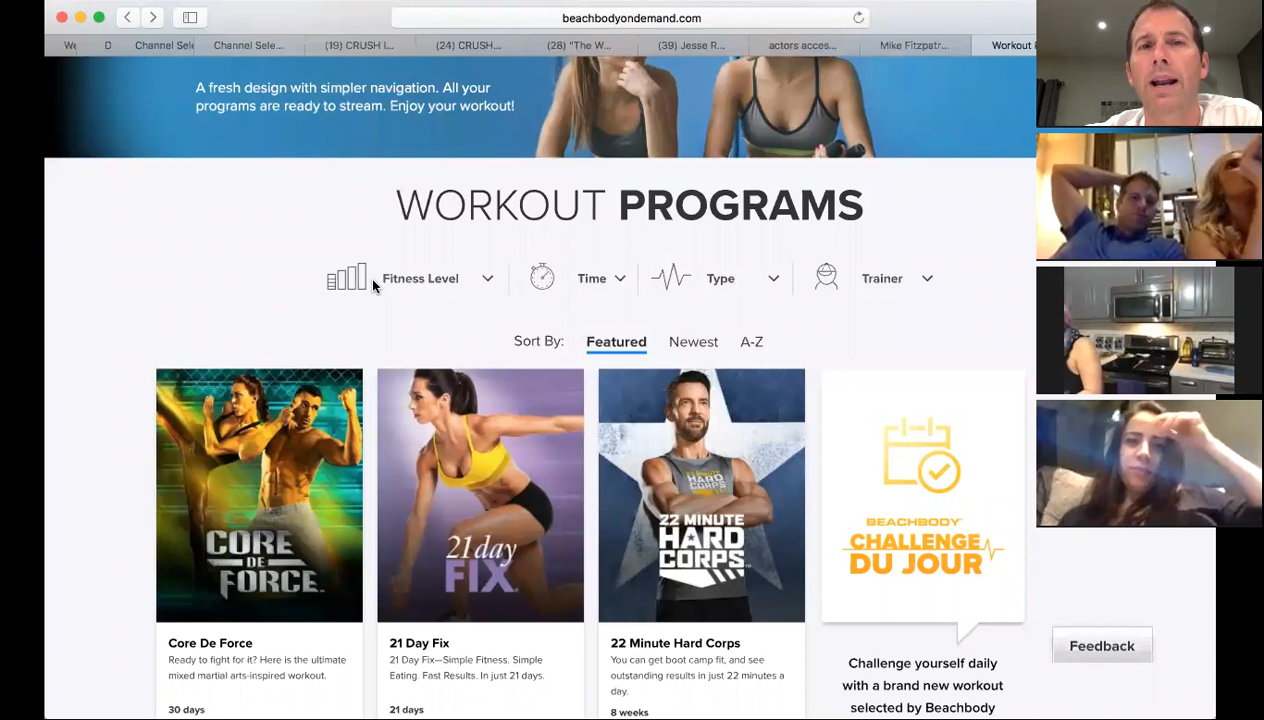 beachbodyondemand.com
We
D
Channel Sele
Channel Sele...
(19) CRUSH I...
(24) CRUSH...
(28) "The W...
(39) Jesse R...
actors acces...
Mike Fitzpatr...
Workout
A fresh design with simpler navigation. All your
programs are ready to stream. Enjoy your workout!
WORKOUT PROGRAMS
Fitness Level
Time
Type
Trainer
Sort By: Featured Newest A-Z
CORE
DE
FORCE
21 day
FIX
HARD
CORPS
22 MINUTE
HARD
CORPS
BEACHBODY
CHALLENGE
DU JOUR
Core De Force
Ready to fight for it? Here is the ultimate
mixed martial arts-inspired workout.
30 days
21 Day Fix
21 Day Fix—Simple Fitness. Simple
Eating. Fast Results. In just 21 days.
21 days
22 Minute Hard Corps
You can get boot camp fit, and see
outstanding results in just 22 minutes a
day.
8 weeks
Challenge yourself daily
with a brand new workout
selected by Beachbody
Feedback